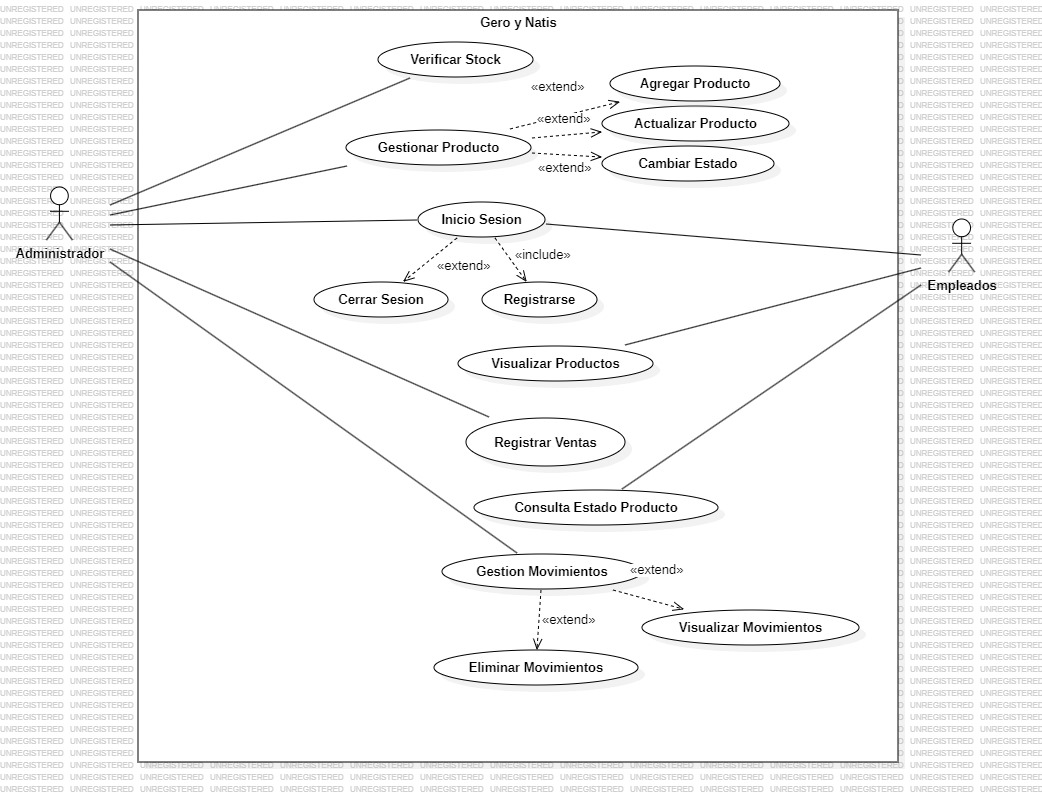 Gero y Natis
Verificar Stock
«extend»
Agregar Producto
«extend»
Actualizar Producto
Gestionar Producto
«extend»
Cambiar Estado
Inicio Sesion
Administrador
«extend»
«include»
Empleados
Cerrar Sesion
Registrarse
Visualizar Productos
Registrar Ventas
Consulta Estado Producto
Gestion Movimientos
«extend»
«extend»
Visualizar Movimientos
Eliminar Movimientos
UNREGISTERED